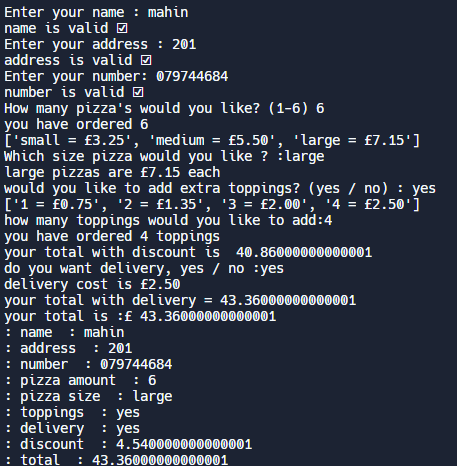 Enter your name : mahin
name is valid ☑
Enter your address : 201
address is valid ☑
Enter your number: 079744684
number is valid ☑
How many pizza's would you like? (1-6) 6
you have ordered 6
['small = £3.25', 'medium = £5.50', 'large = £7.15']
Which size pizza would you like ? :large
large pizzas are £7.15 each
would you like to add extra toppings? (yes / no) : yes
['1 = £0.75', '2 = £1.35', '3 = £2.00', '4 = £2.50']
how many toppings would you like to add:4
you have ordered 4 toppings
your total with discount is  40.86000000000001
do you want delivery, yes / no :yes
delivery cost is £2.50
your total with delivery = 43.36000000000001
your total is :£ 43.36000000000001
: name  : mahin
: address  : 201
: number  : 079744684
: pizza amount  : 6
: pizza size  : large
: toppings  : yes
: delivery  : yes
: discount  : 4.540000000000001
: total  : 43.36000000000001